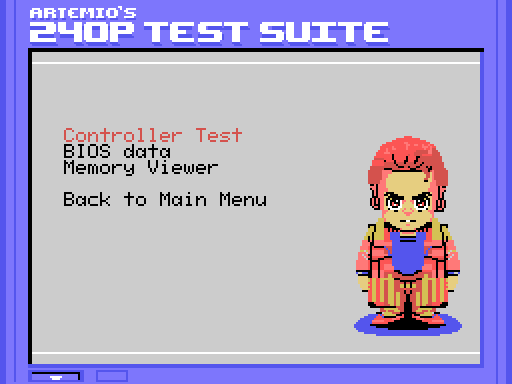 ARTEMIO'S
240P TEST SUITE
Controller Test
BIOS data
Memory Viewer
Back to Main Menu